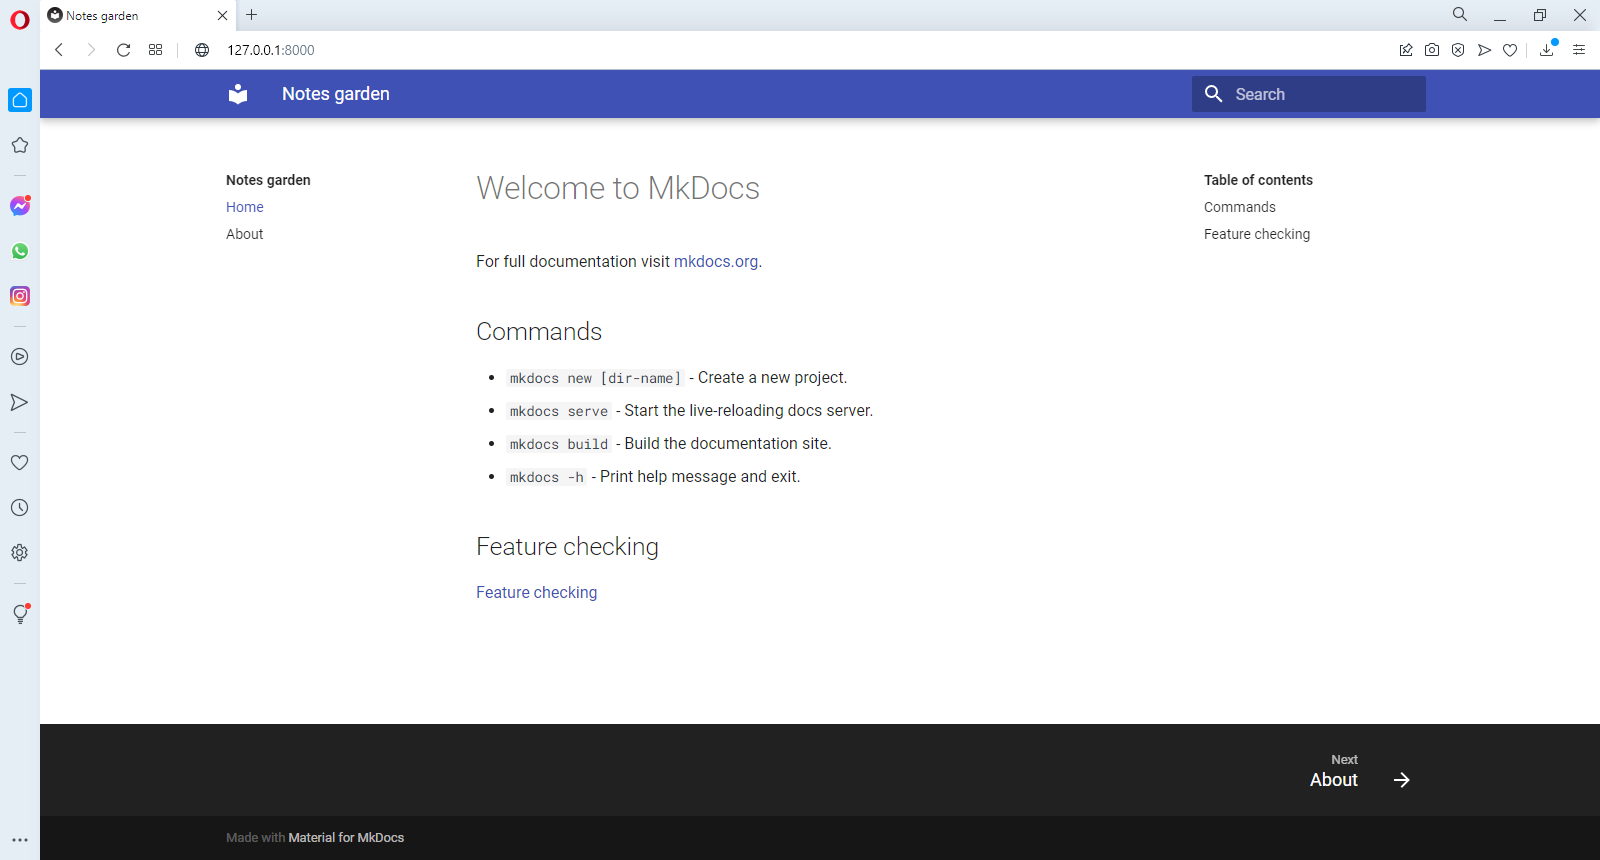 Notes garden
127.0.0.1:8000
Notes garden
Search
Notes garden
Home
About
Welcome to MkDocs
For full documentation visit mkdocs.org.
Commands
• mkdocs new [dir-name] - Create a new project.
• mkdocs serve - Start the live-reloading docs server.
• mkdocs build - Build the documentation site.
• mkdocs -h - Print help message and exit.
Feature checking
Feature checking
Table of contents
Commands
Feature checking
Next
About
Made with Material for MkDocs